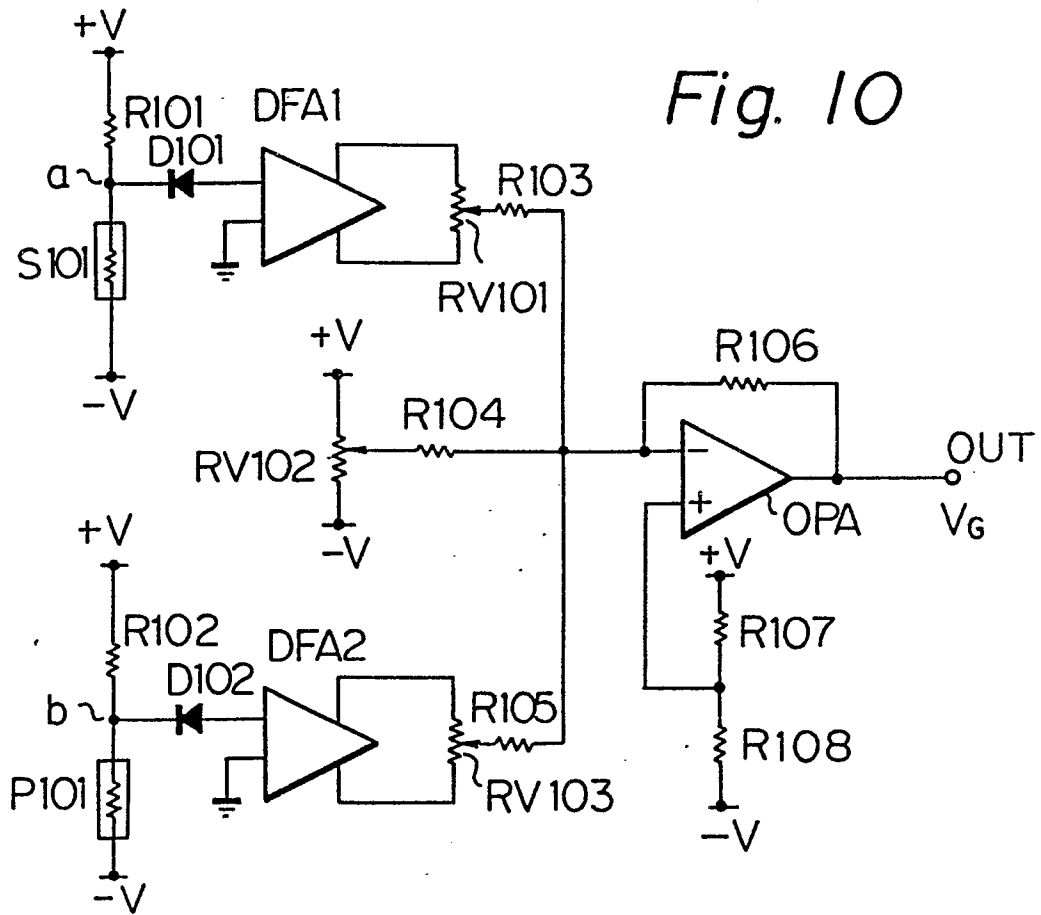 Fig. 10
+V
R101
DFA1
D101
a
R103
S101
RV101
-V
+V
R106
R104
RV102
OUT
-
+
OPA
VG
-V
+V
+V
R102
R107
DFA2
D102
R105
b
R108
P101
RV103
-V
-V